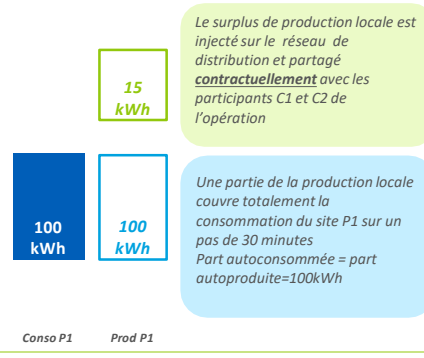 Le surplus de production locale est
injecté sur le réseau de
distribution et partagé
contractuellement avec les
participants C1 et C2 de
l'opération
15
kWh
Une partie de la production locale
couvre totalement la
consommation du site P1 sur un
pas de 30 minutes
Part autoconsommée = part
autoproduite=100kWh
100
kWh
100
kWh
Conso P1
Prod P1